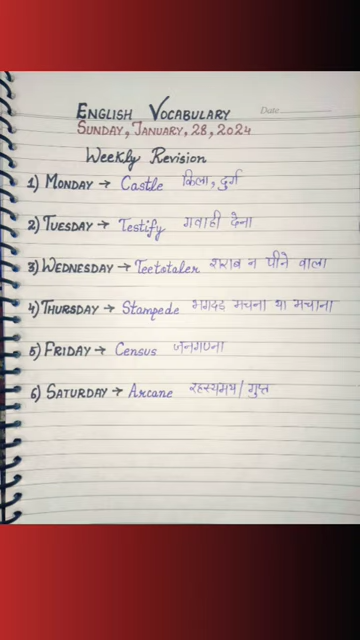 ENGLISH VOCABULARY
Date
SUNDAY, JANUARY, 28, 2024
Weekly Revision
1) MONDAY → Castle किला, दुर्ग
2) TUESDAY → Testify गवाही देना
3) WEDNESDAY → Teetotaler शराब न पीने वाला
4) THURSDAY → Stampede भगदड़ मचना या मचाना
5) FRIDAY → Census जनगणना
6) SATURDAY → Arcane रहस्यमय/गुप्त